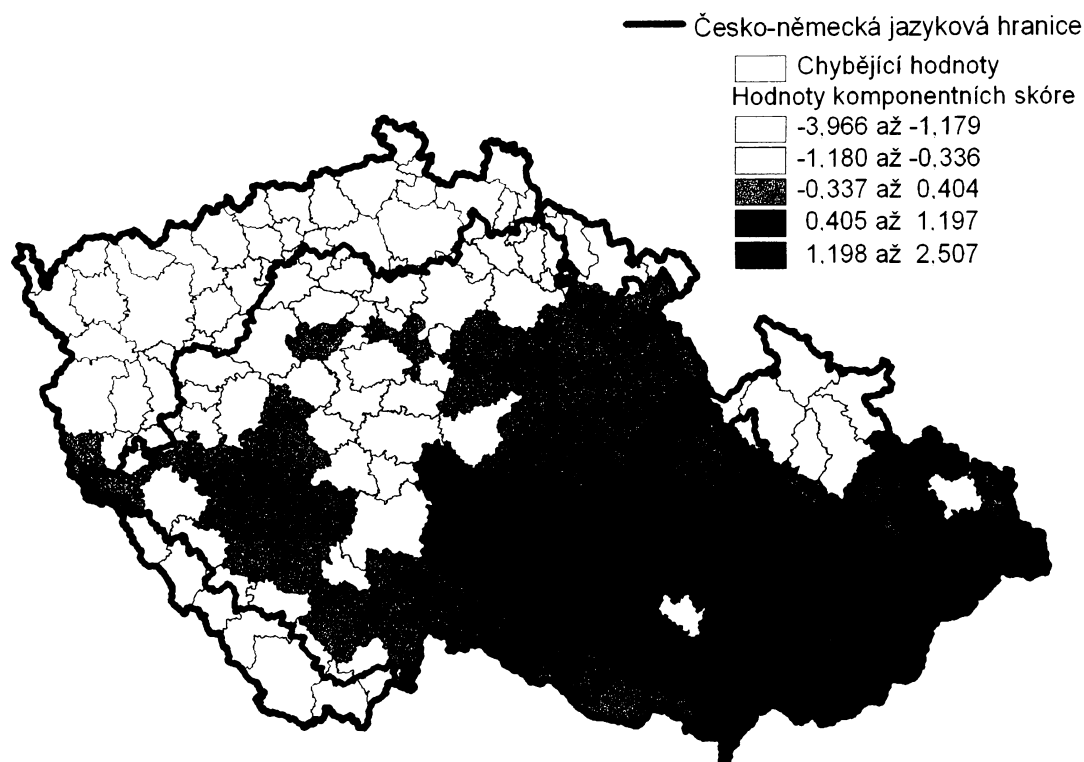 Česko-německá jazyková hranice
Chybějící hodnoty
Hodnoty komponentních skóre
-3,966 až -1,179
-1,180 až -0,336
-0,337 až 0,404
0,405 až 1,197
1,198 až 2,507